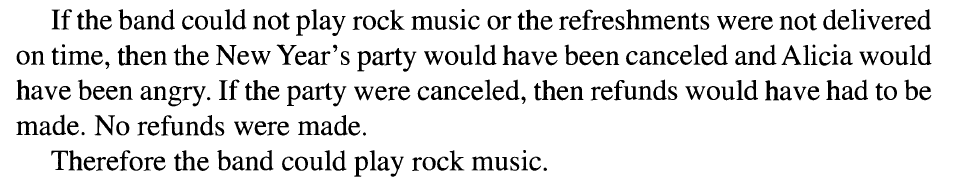 If the band could not play rock music or the refreshments were not delivered
on time, then the New Year's party would have been canceled and Alicia would
have been angry. If the party were canceled, then refunds would have had to be
made. No refunds were made.
Therefore the band could play rock music.